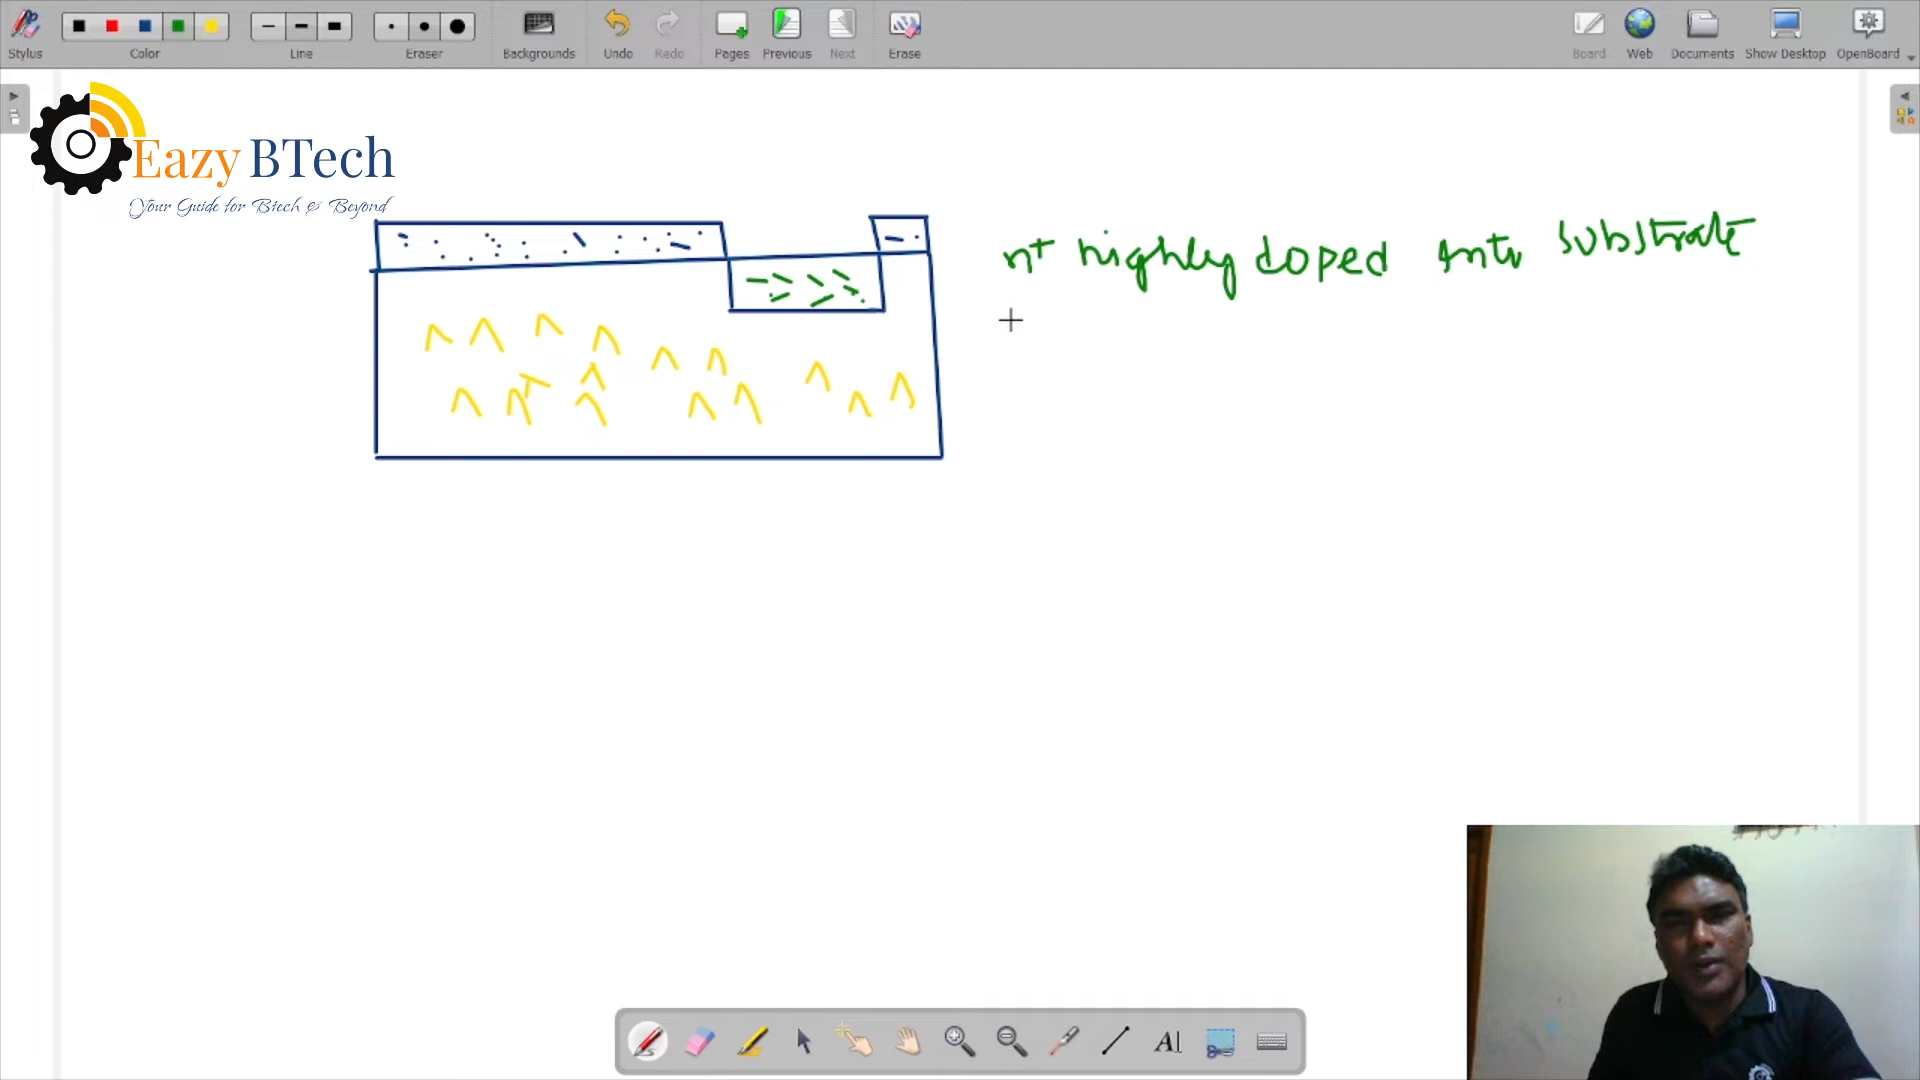 Stylus Color Line Eraser Backgrounds Undo Redo Pages Previous Next Erase Board Web Documents Show Desktop OpenBoard
Eazy BTech
Your Guide for Btech & Beyond
n+ highly doped into substrate
AI